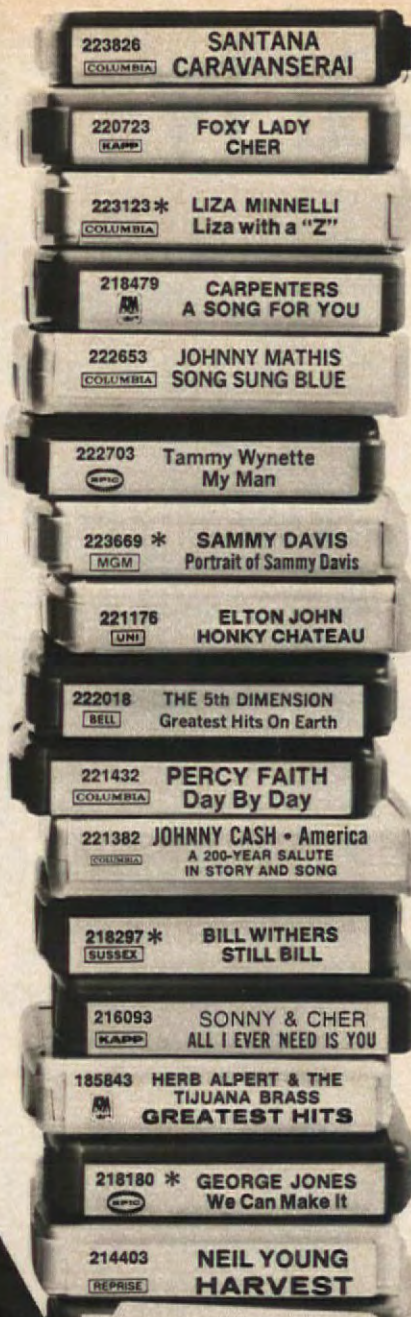 223826 SANTANA
COLUMBIA CARAVANSERAI
220723 FOXY LADY
KAPP CHER
223123* LIZA MINNELLI
COLUMBIA Liza with a "Z"
218479 CARPENTERS
A&M A SONG FOR YOU
222653 JOHNNY MATHIS
COLUMBIA SONG SUNG BLUE
222703 Tammy Wynette
EPIC My Man
223669 * SAMMY DAVIS
MGM Portrait of Sammy Davis
221176 ELTON JOHN
UNI HONKY CHATEAU
222018 THE 5th DIMENSION
BELL Greatest Hits On Earth
221432 PERCY FAITH
COLUMBIA Day By Day
221382 JOHNNY CASH • America
COLUMBIA A 200-YEAR SALUTE
IN STORY AND SONG
218297* BILL WITHERS
SUSSEX STILL BILL
216093 SONNY & CHER
KAPP ALL I EVER NEED IS YOU
185843 HERB ALPERT & THE
A&M TIJUANA BRASS
GREATEST HITS
218180 * GEORGE JONES
EPIC We Can Make It
214403 NEIL YOUNG
REPRISE HARVEST